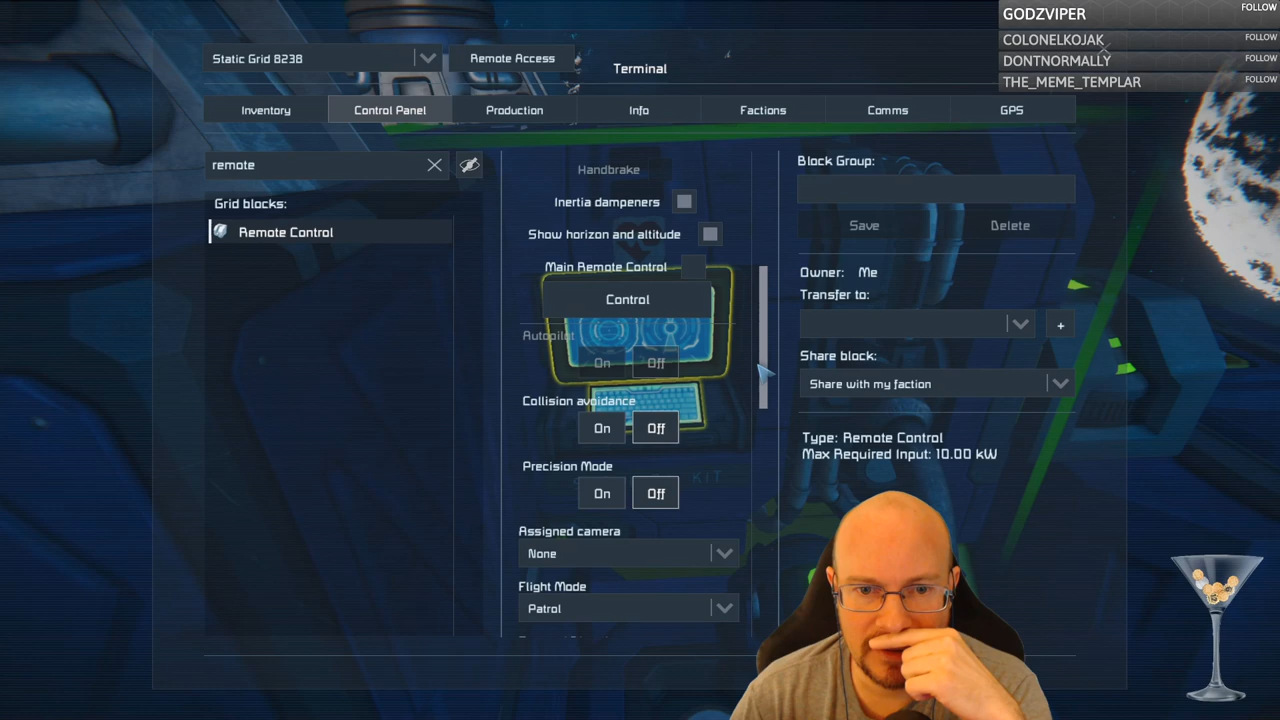 GODZVIPER
FOLLOW
COLONELKOJAK
FOLLOW
DONTNORMALLY
FOLLOW
THE_MEME_TEMPLAR
FOLLOW
Static Grid 8238
Remote Access
Terminal
Inventory
Control Panel
Production
Info
Factions
Comms
GPS
remote
Grid blocks:
Remote Control
Handbrake
Inertia dampeners
Show horizon and altitude
Main Remote Control
Control
Autopilot
On Off
Collision avoidance
On Off
Precision Mode
On Off
Assigned camera
None
Flight Mode
Patrol
Block Group:
Save
Delete
Owner: Me
Transfer to:
+
Share block:
Share with my faction
Type: Remote Control
Max Required Input: 10.00 kW
KIT